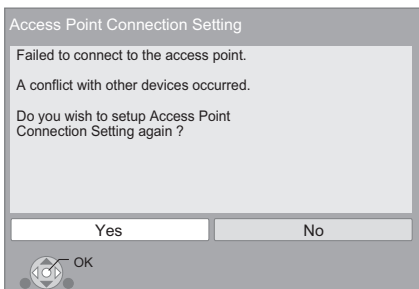 Access Point Connection Setting
Failed to connect to the access point.
A conflict with other devices occurred.
Do you wish to setup Access Point
Connection Setting again ?
Yes
No
OK